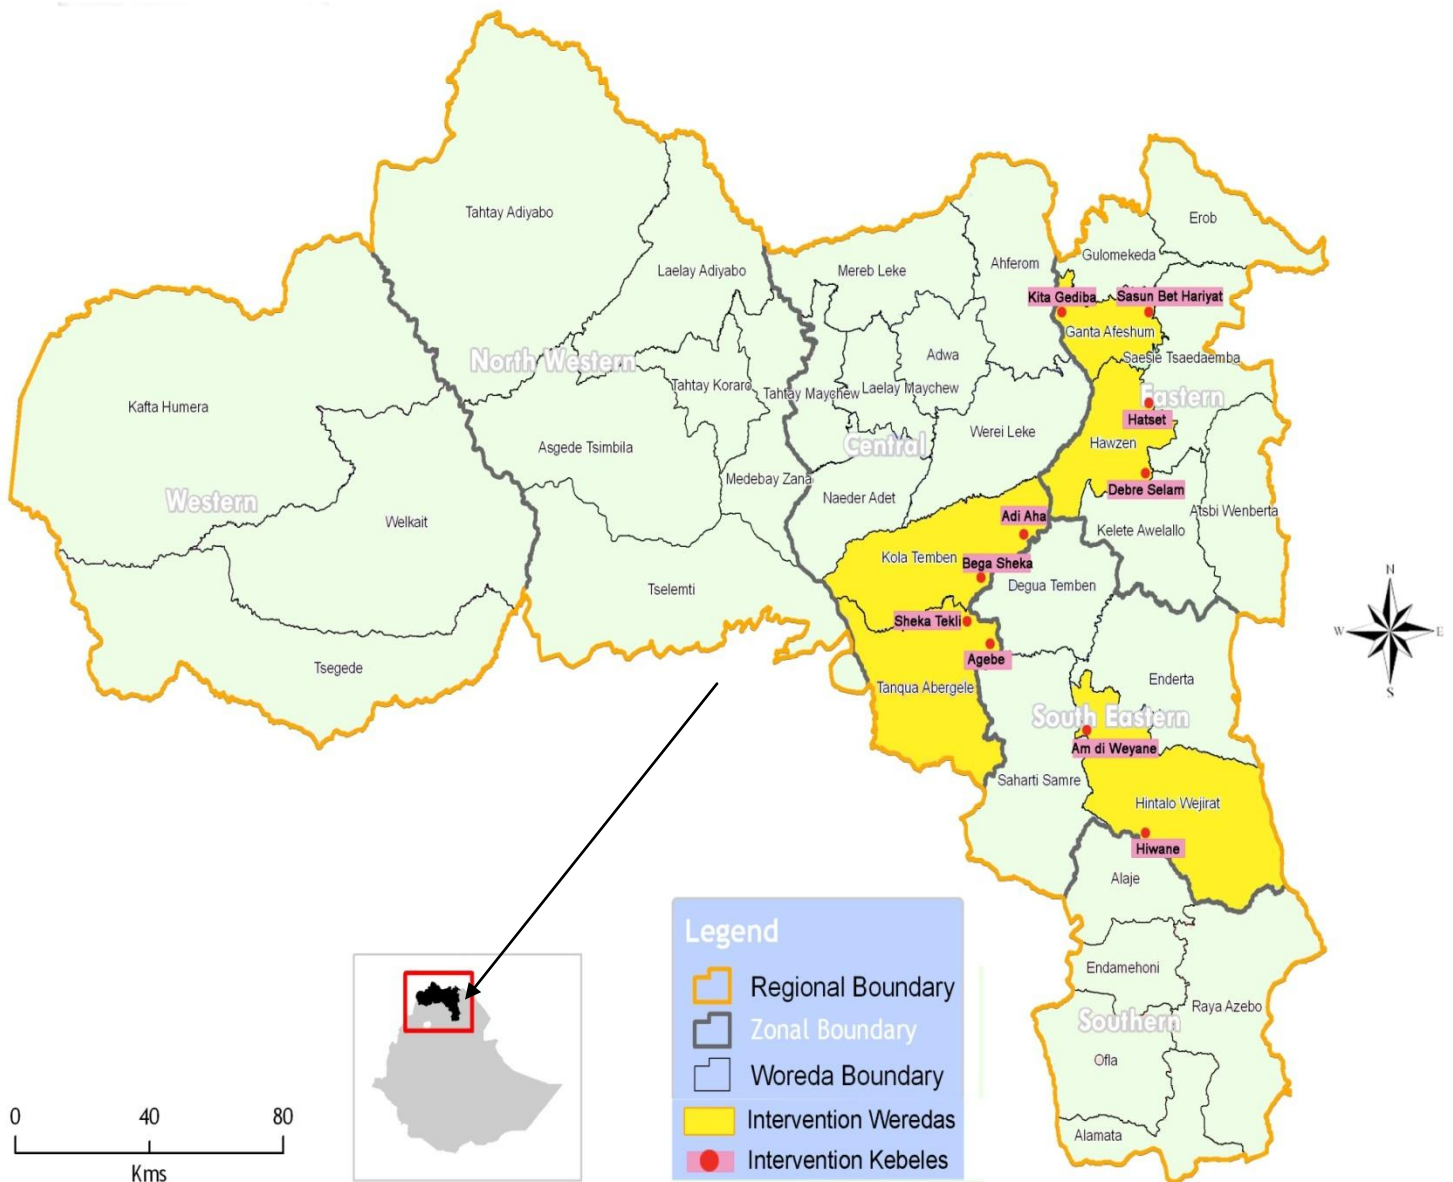 Tahtay Adiyabo
Erob
Laelay Adiyabo
Mereb Leke
Ahferom
Gulomekeda
Kita Gediba
Sasun Bet Hariyat
Ganta Afeshum
Saesie Tsaedaemba
North Western
Adwa
Tahtay Koraro
Tahtay Maychew
Laelay Maychew
Eastern
Hatset
Kafta Humera
Asgede Tsimbila
Central
Werei Leke
Hawzen
Medebay Zana
Naeder Adet
Debre Selam
Western
Welkait
Adi Aha
Kelete Awelallo
Atsbi Wenberta
Kola Temben
Bega Sheka
Degua Temben
Tselemti
Sheka Tekli
Agebe
Tsegede
Tanqua Abergele
Enderta
South Eastern
Am di Weyane
Saharti Samre
Hintalo Wejirat
Hiwane
Alaje
Endamehoni
Raya Azebo
Southern
Ofla
Alamata
N
W
E
S
Legend
Regional Boundary
Zonal Boundary
Woreda Boundary
Intervention Weredas
Intervention Kebeles
0 40 80
Kms